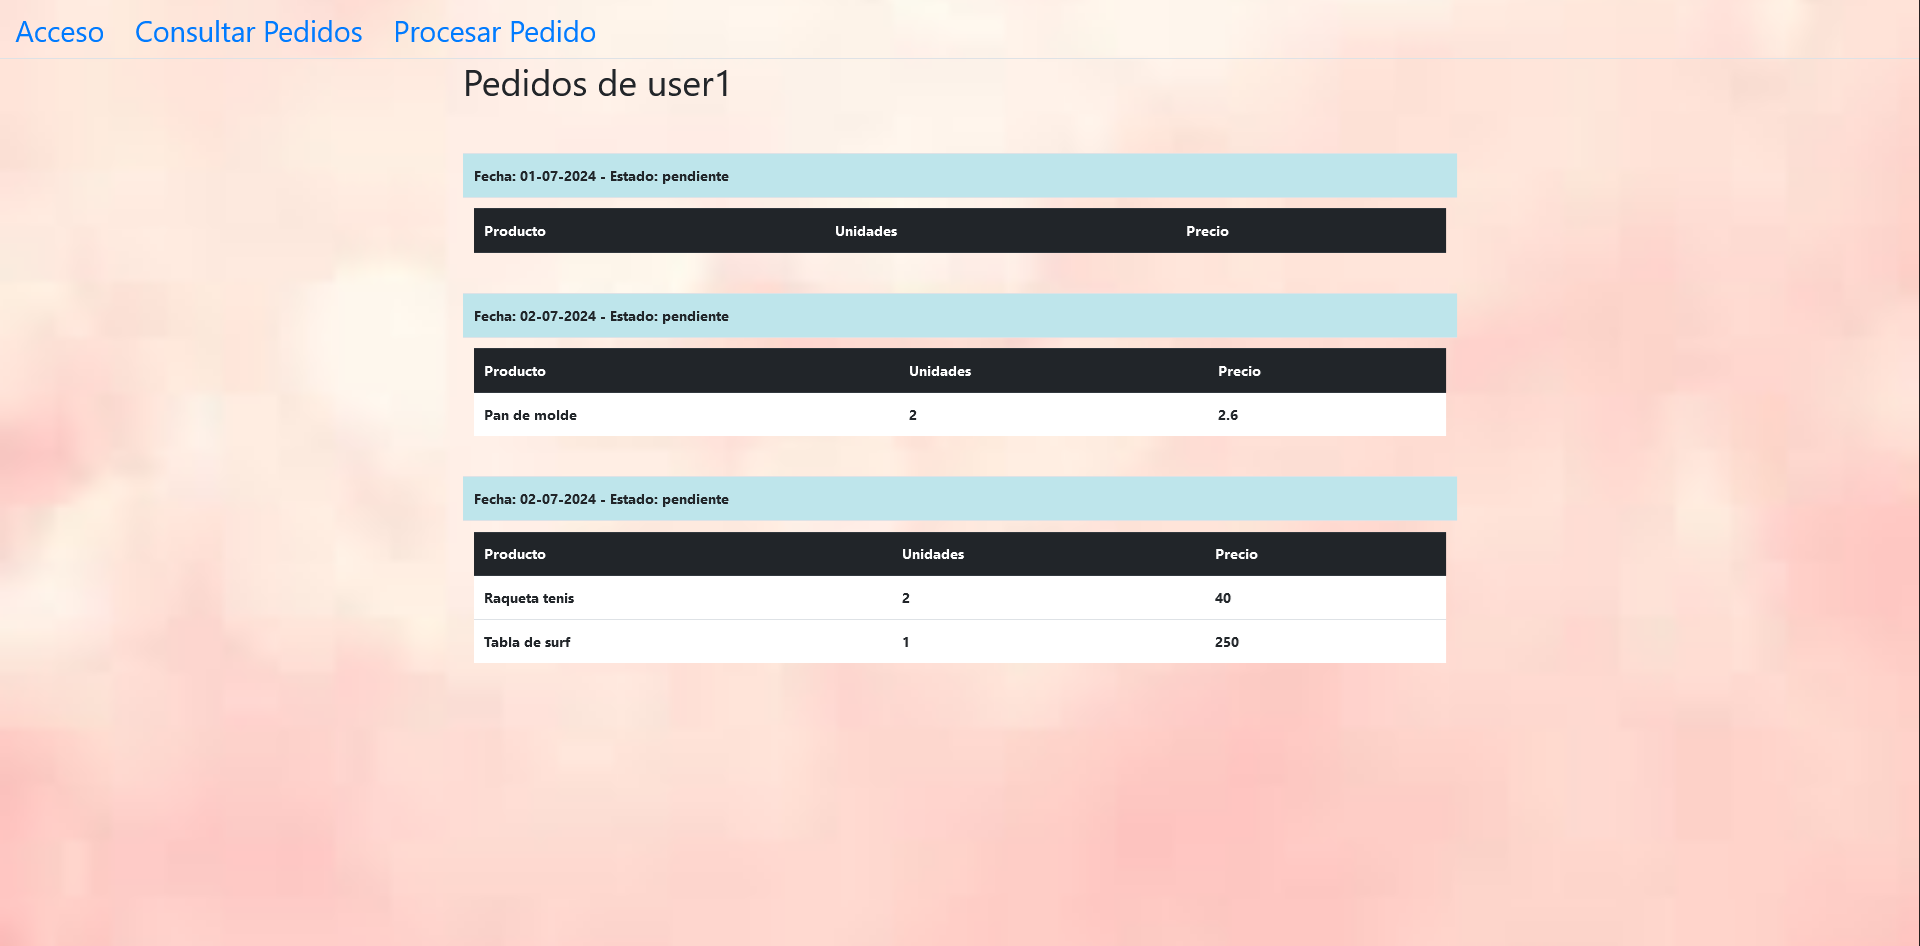 Acceso Consultar Pedidos Procesar Pedido
Pedidos de user1
Fecha: 01-07-2024 - Estado: pendiente
Producto Unidades Precio
Fecha: 02-07-2024 - Estado: pendiente
Producto Unidades Precio
Pan de molde 2 2.6
Fecha: 02-07-2024 - Estado: pendiente
Producto Unidades Precio
Raqueta tenis 2 40
Tabla de surf 1 250